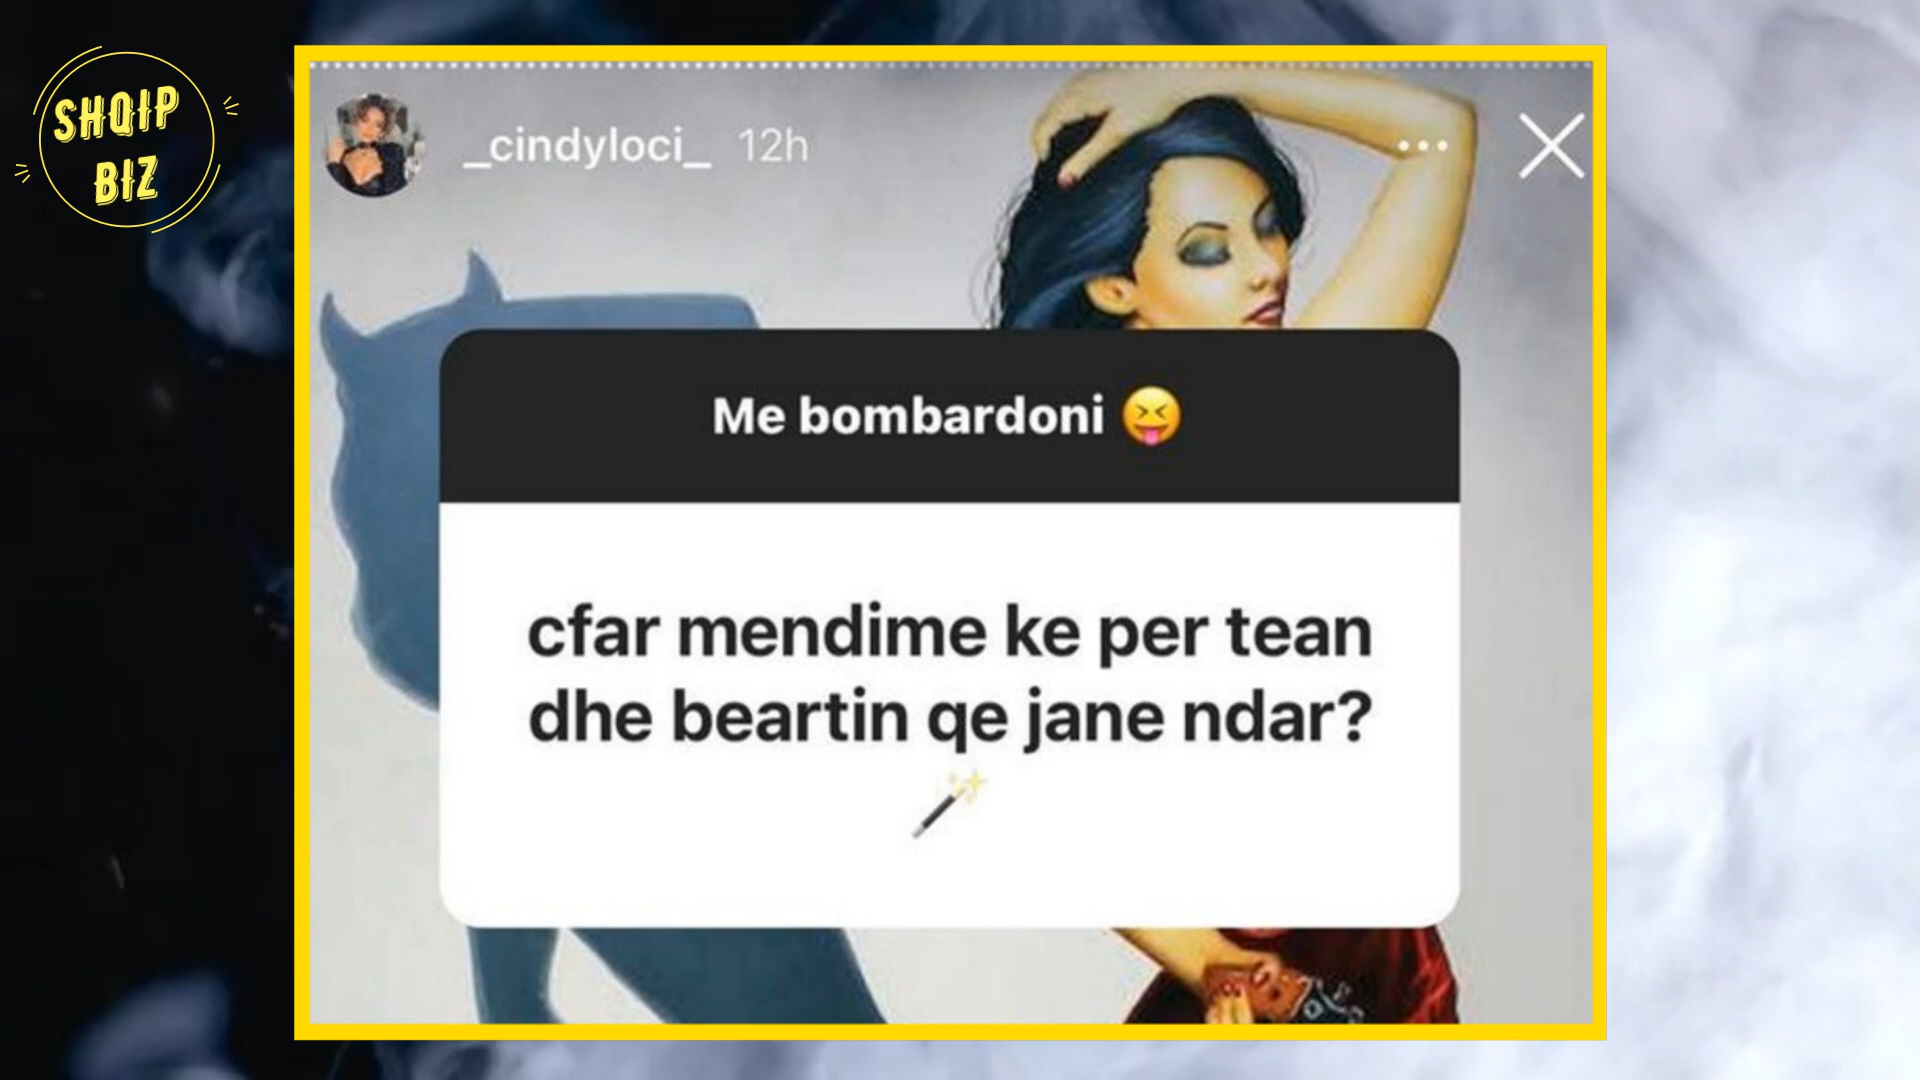 SHQIP
BIZ
_cindyloci_ 12h
Me bombardoni 😝
cfar mendime ke per tean
dhe beartin qe jane ndar?
🪄